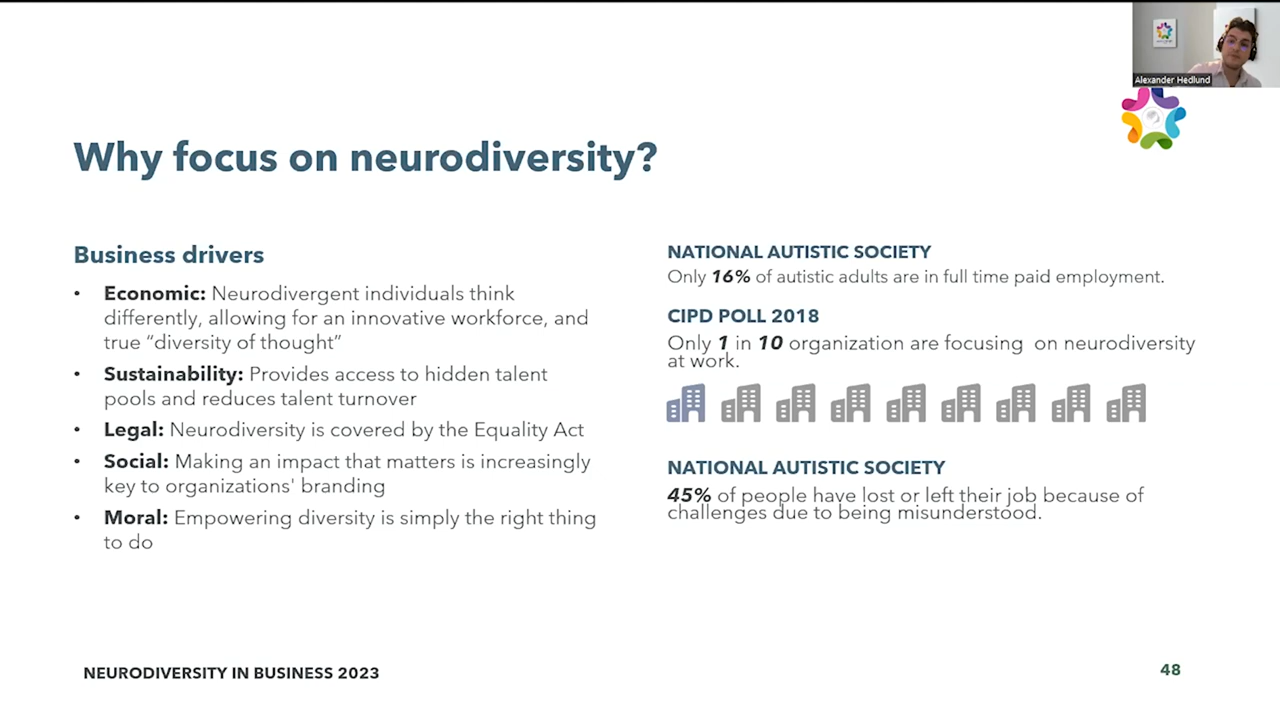 Alexander Hedlund
Why focus on neurodiversity?
Business drivers
• Economic: Neurodivergent individuals think
differently, allowing for an innovative workforce, and
true “diversity of thought”
• Sustainability: Provides access to hidden talent
pools and reduces talent turnover
• Legal: Neurodiversity is covered by the Equality Act
• Social: Making an impact that matters is increasingly
key to organizations' branding
• Moral: Empowering diversity is simply the right thing
to do
NATIONAL AUTISTIC SOCIETY
Only 16% of autistic adults are in full time paid employment.
CIPD POLL 2018
Only 1 in 10 organization are focusing on neurodiversity
at work.
NATIONAL AUTISTIC SOCIETY
45% of people have lost or left their job because of
challenges due to being misunderstood.
NEURODIVERSITY IN BUSINESS 2023
48